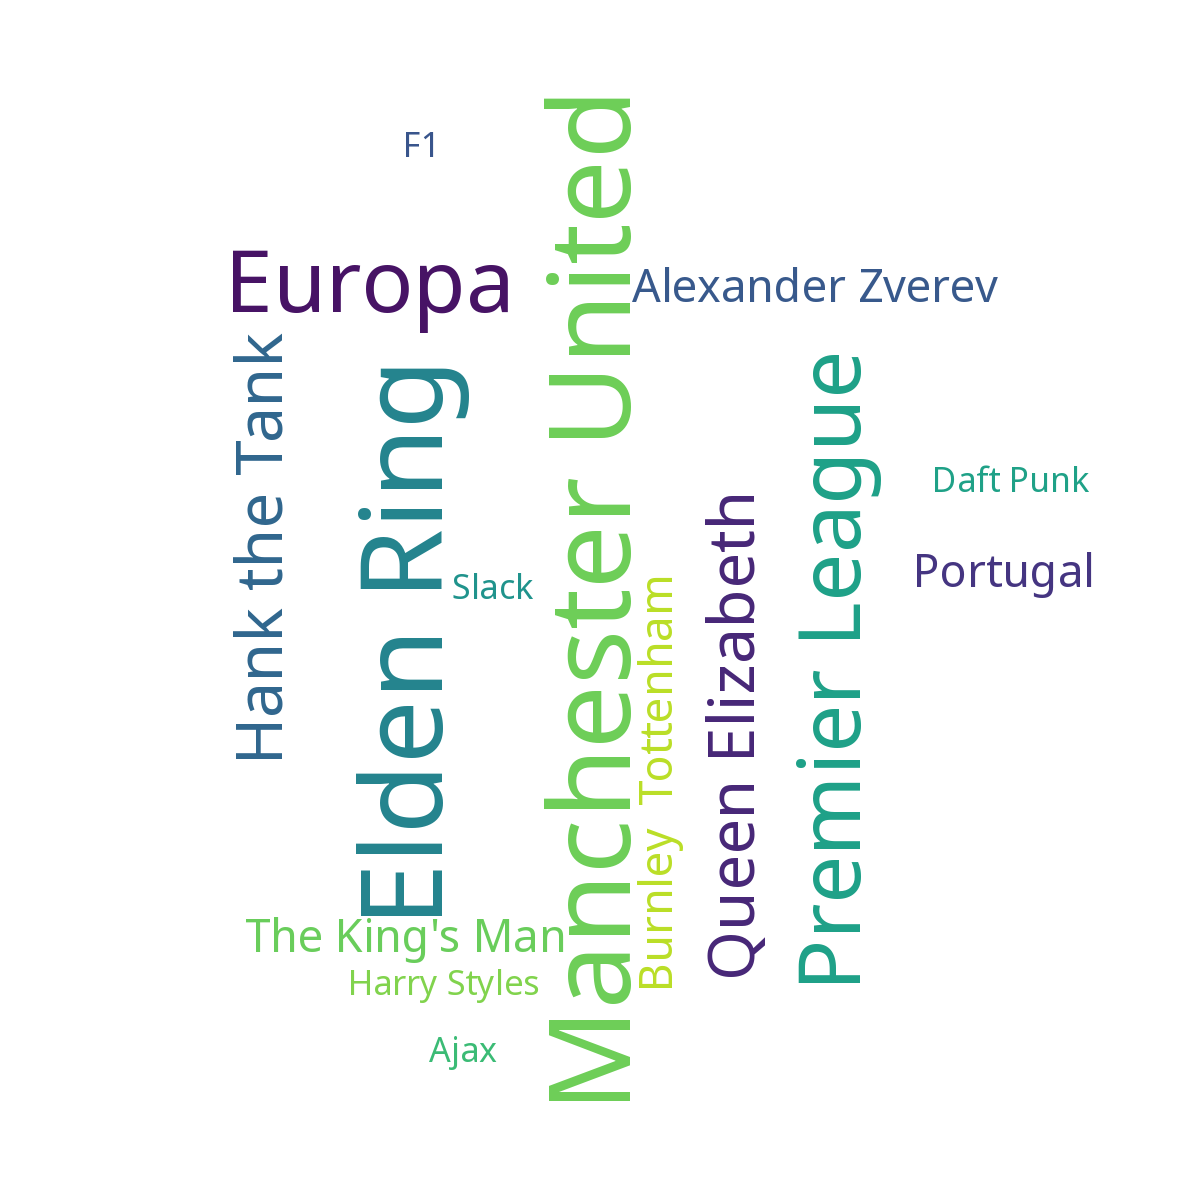 F1
Europa
Alexander Zverev
Manchester United
Hank the Tank
Elden Ring
Premier League
Daft Punk
Queen Elizabeth
Portugal
Slack
Burnley Tottenham
The King's Man
Harry Styles
Ajax